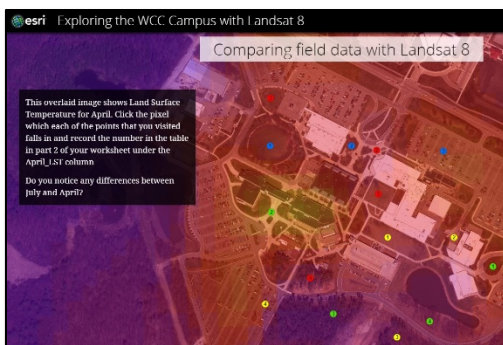 esri Exploring the WCC Campus with Landsat 8
Comparing field data with Landsat 8
This overlaid image shows Land Surface
Temperature for April. Click the pixel
which each of the points that you visited
falls in and record the number in the table
in part 2 of your worksheet under the
April_LST column
Do you notice any differences between
July and April?